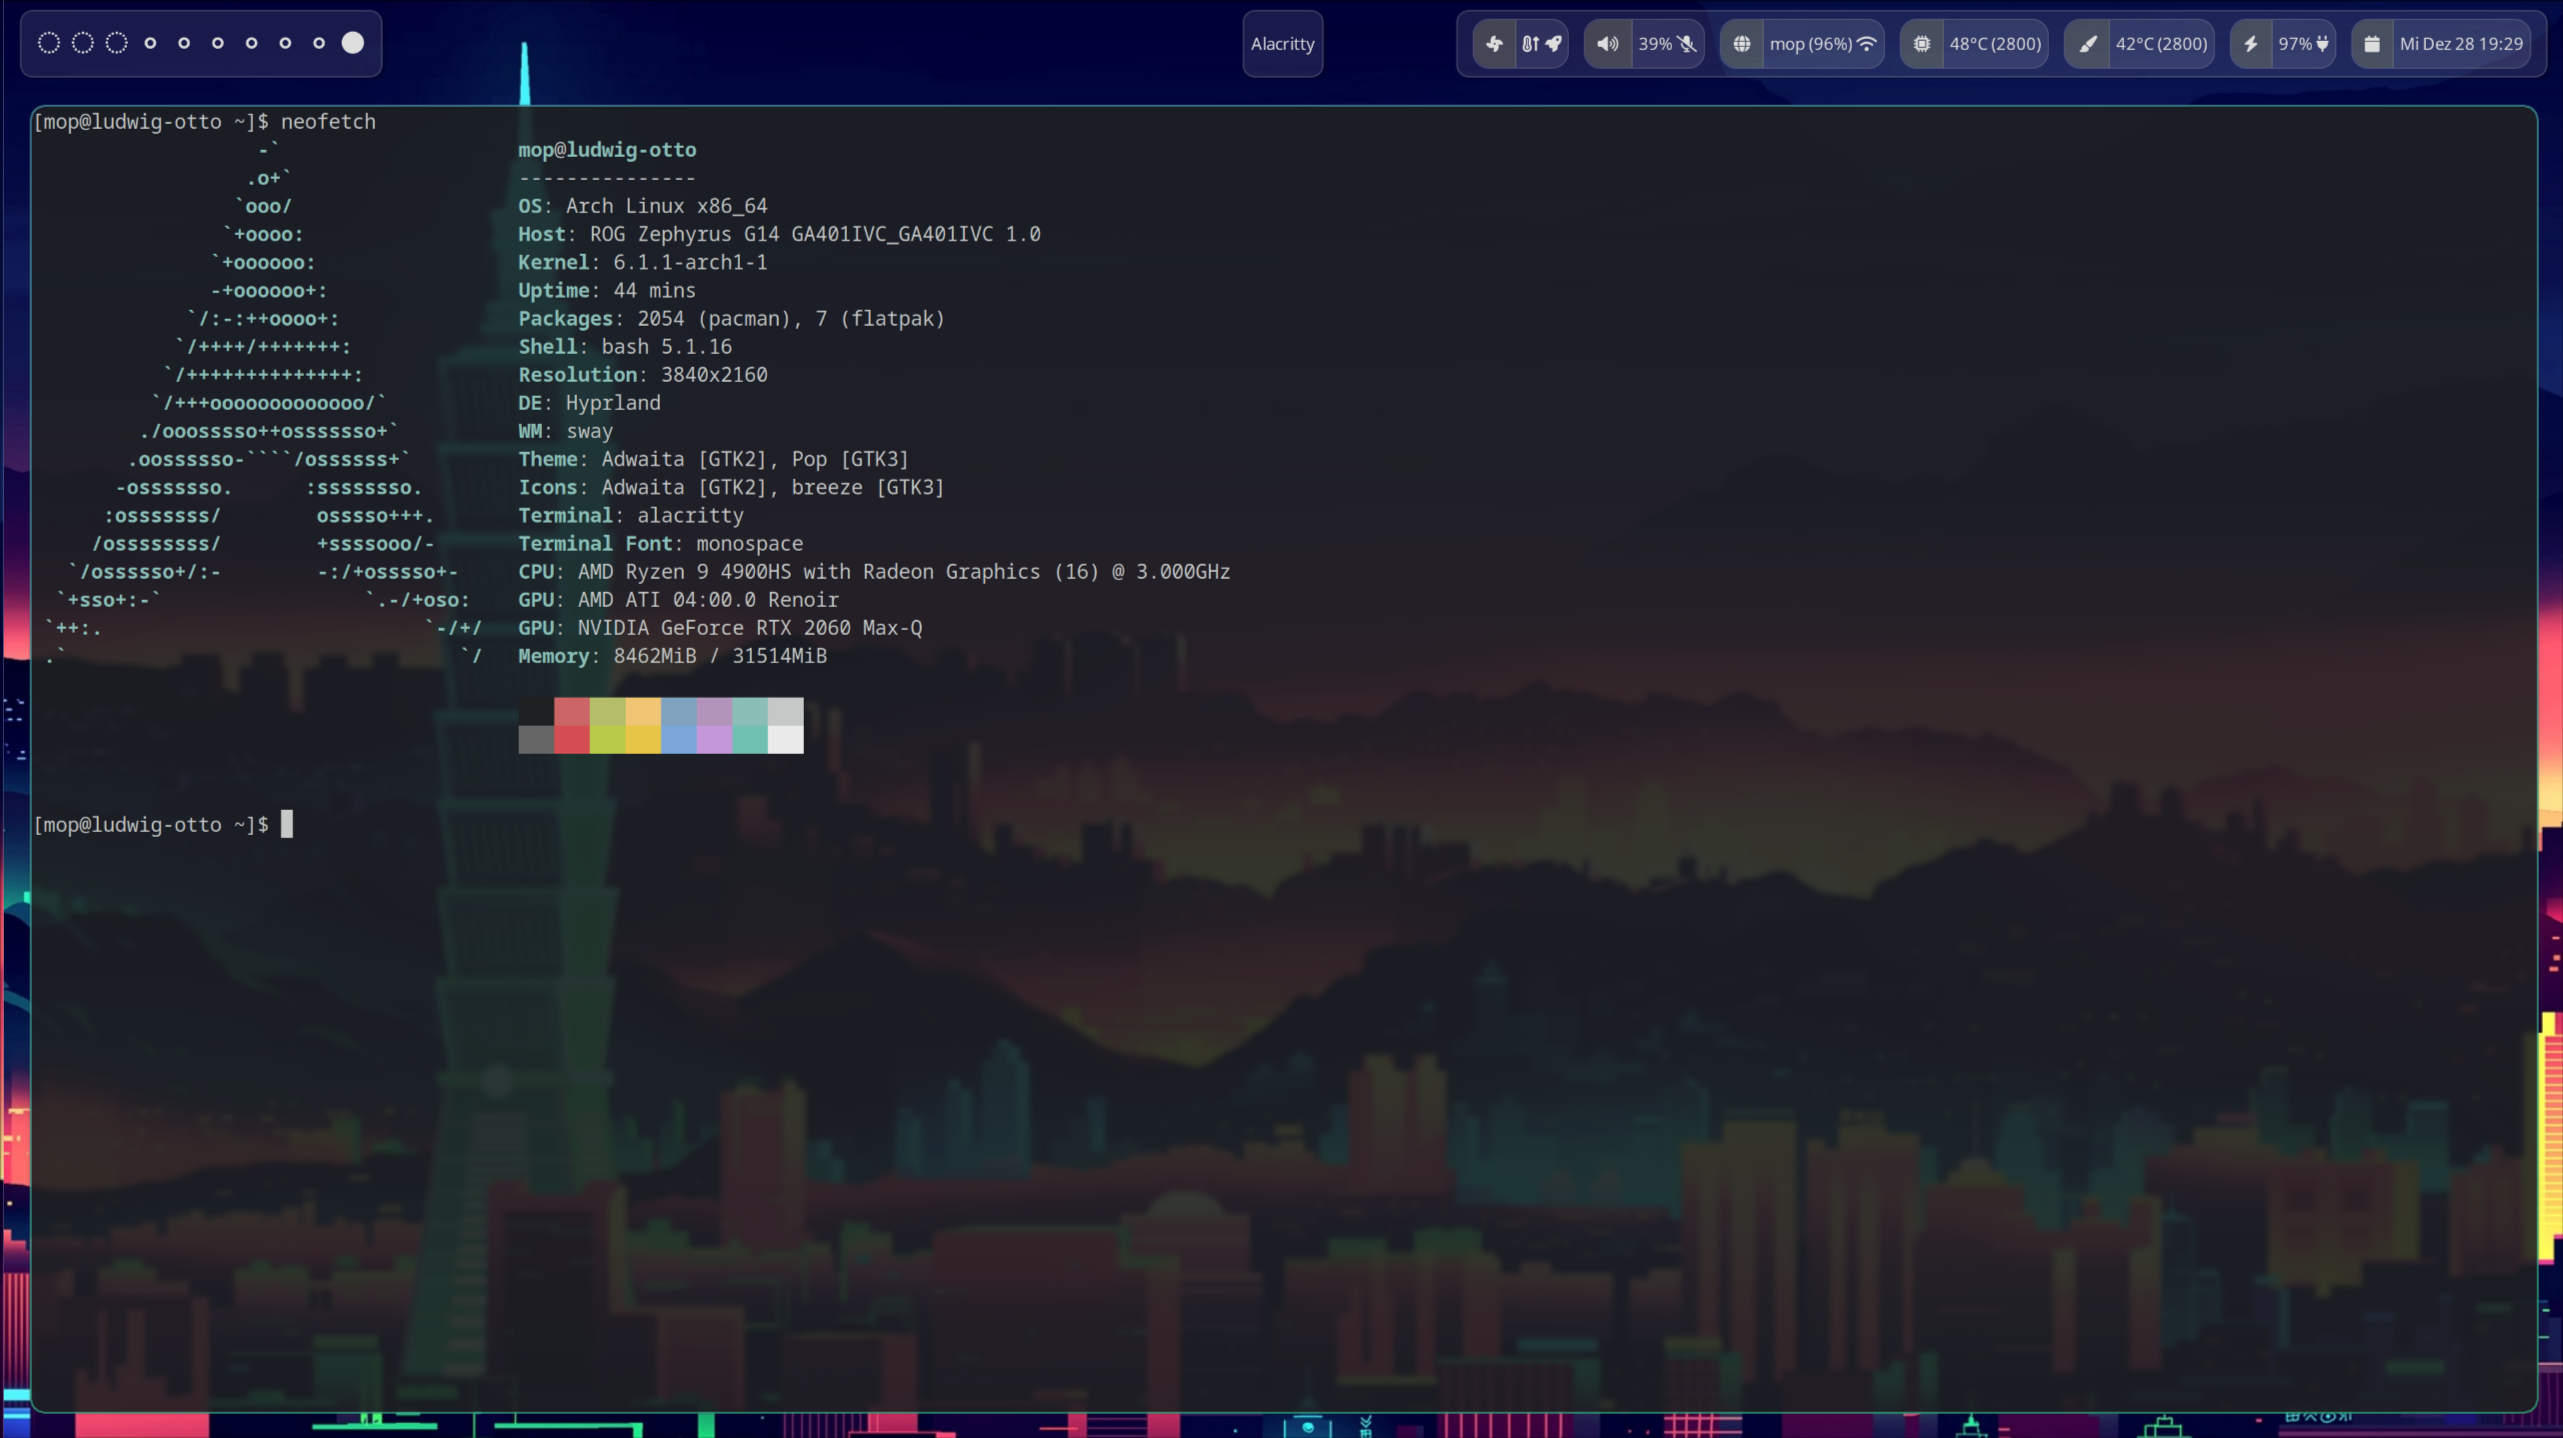 Alacritty
39%
mop (96%)
48°C (2800)
42°C (2800)
97%
Mi Dez 28 19:29
[mop@ludwig-otto ~]$ neofetch
                   -`                    mop@ludwig-otto
                  .o+`                   ---------------
                 `ooo/                   OS: Arch Linux x86_64
                `+oooo:                  Host: ROG Zephyrus G14 GA401IVC_GA401IVC 1.0
               `+oooooo:                 Kernel: 6.1.1-arch1-1
               -+oooooo+:                Uptime: 44 mins
             `/:-:++oooo+:               Packages: 2054 (pacman), 7 (flatpak)
            `/++++/+++++++:              Shell: bash 5.1.16
           `/++++++++++++++:             Resolution: 3840x2160
          `/+++ooooooooooooo/`           DE: Hyprland
         ./ooosssso++osssssso+`          WM: sway
        .oossssso-````/ossssss+`         Theme: Adwaita [GTK2], Pop [GTK3]
       -osssssso.      :ssssssso.        Icons: Adwaita [GTK2], breeze [GTK3]
      :osssssss/        osssso+++.       Terminal: alacritty
     /ossssssss/        +ssssooo/-       Terminal Font: monospace
   `/ossssso+/:-        -:/+osssso+-     CPU: AMD Ryzen 9 4900HS with Radeon Graphics (16) @ 3.000GHz
  `+sso+:-`                 `.-/+oso:    GPU: AMD ATI 04:00.0 Renoir
 `++:.                           `-/+/   GPU: NVIDIA GeForce RTX 2060 Max-Q
 .`                                 `/   Memory: 8462MiB / 31514MiB
[mop@ludwig-otto ~]$